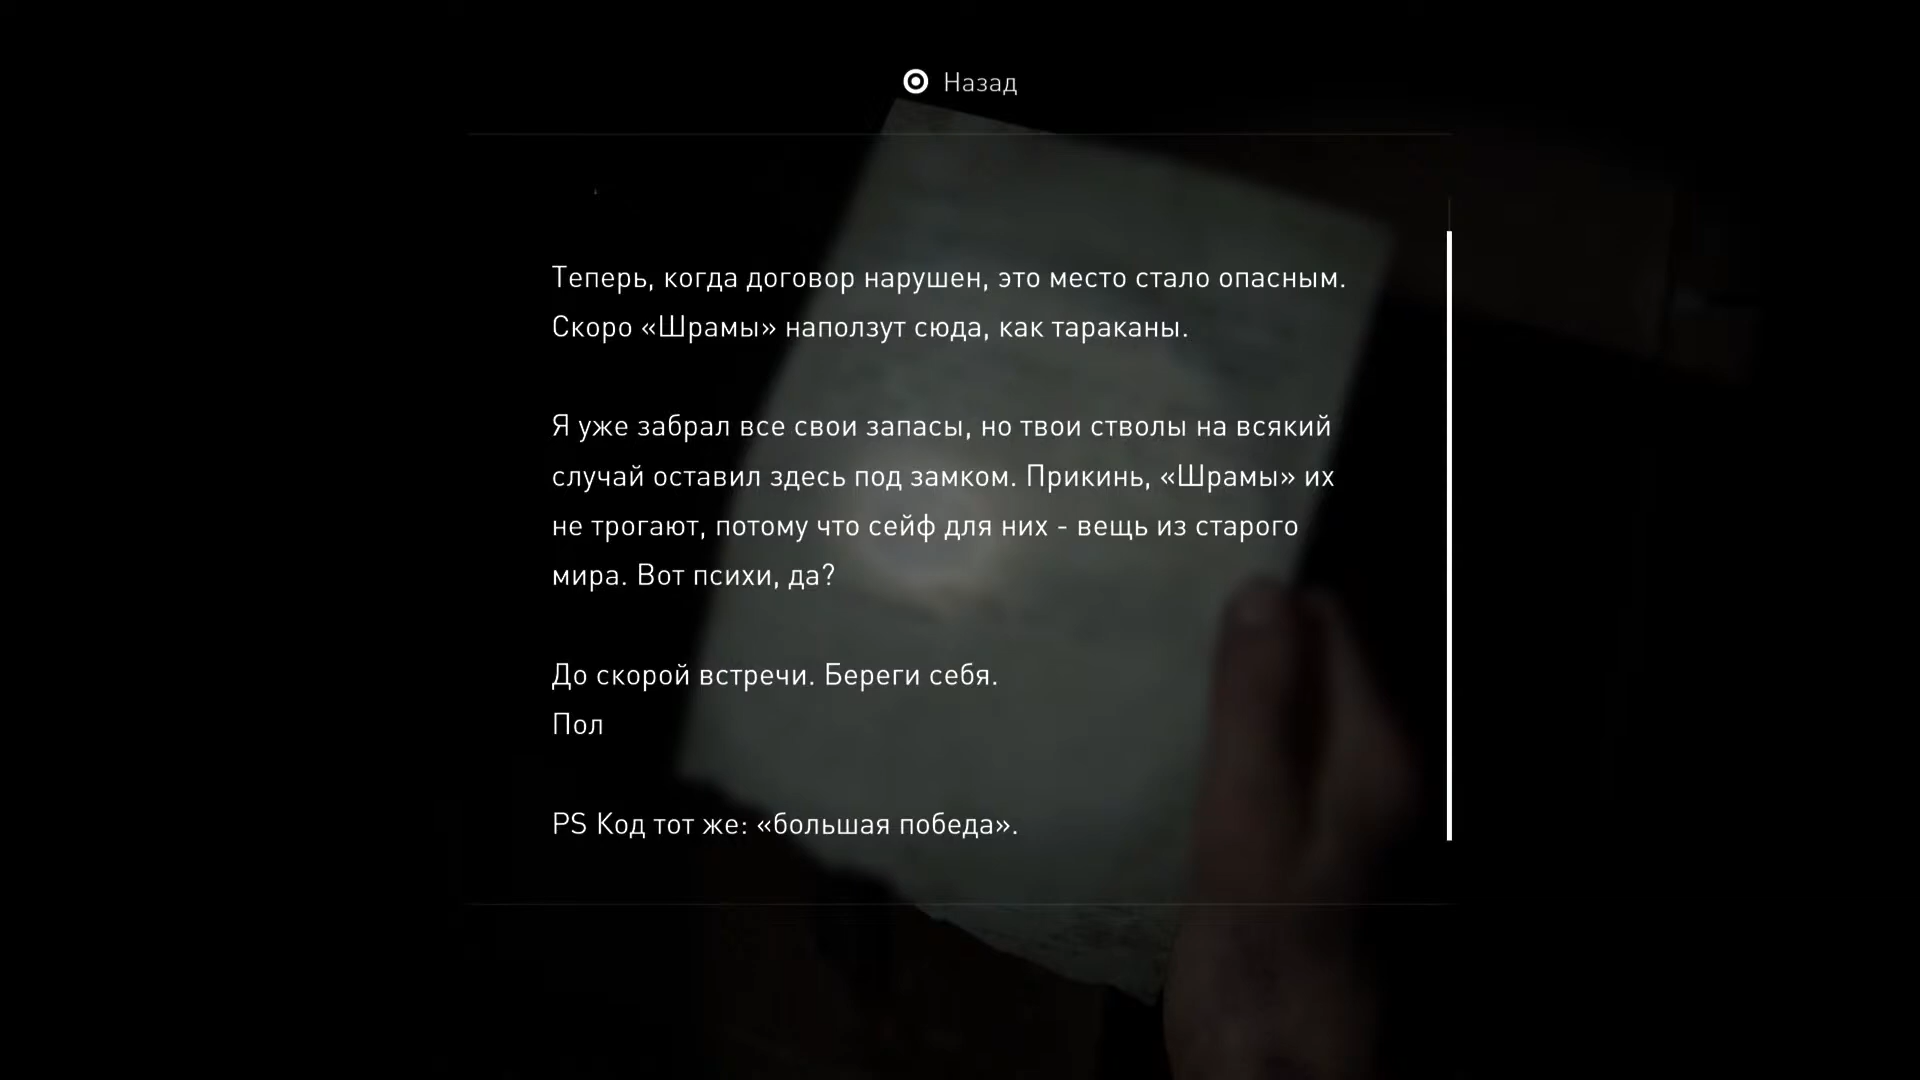 Назад
Теперь, когда договор нарушен, это место стало опасным.
Скоро «Шрамы» наползут сюда, как тараканы.
Я уже забрал все свои запасы, но твои стволы на всякий
случай оставил здесь под замком. Прикинь, «Шрамы» их
не трогают, потому что сейф для них - вещь из старого
мира. Вот психи, да?
До скорой встречи. Береги себя.
Пол
PS Код тот же: «большая победа».